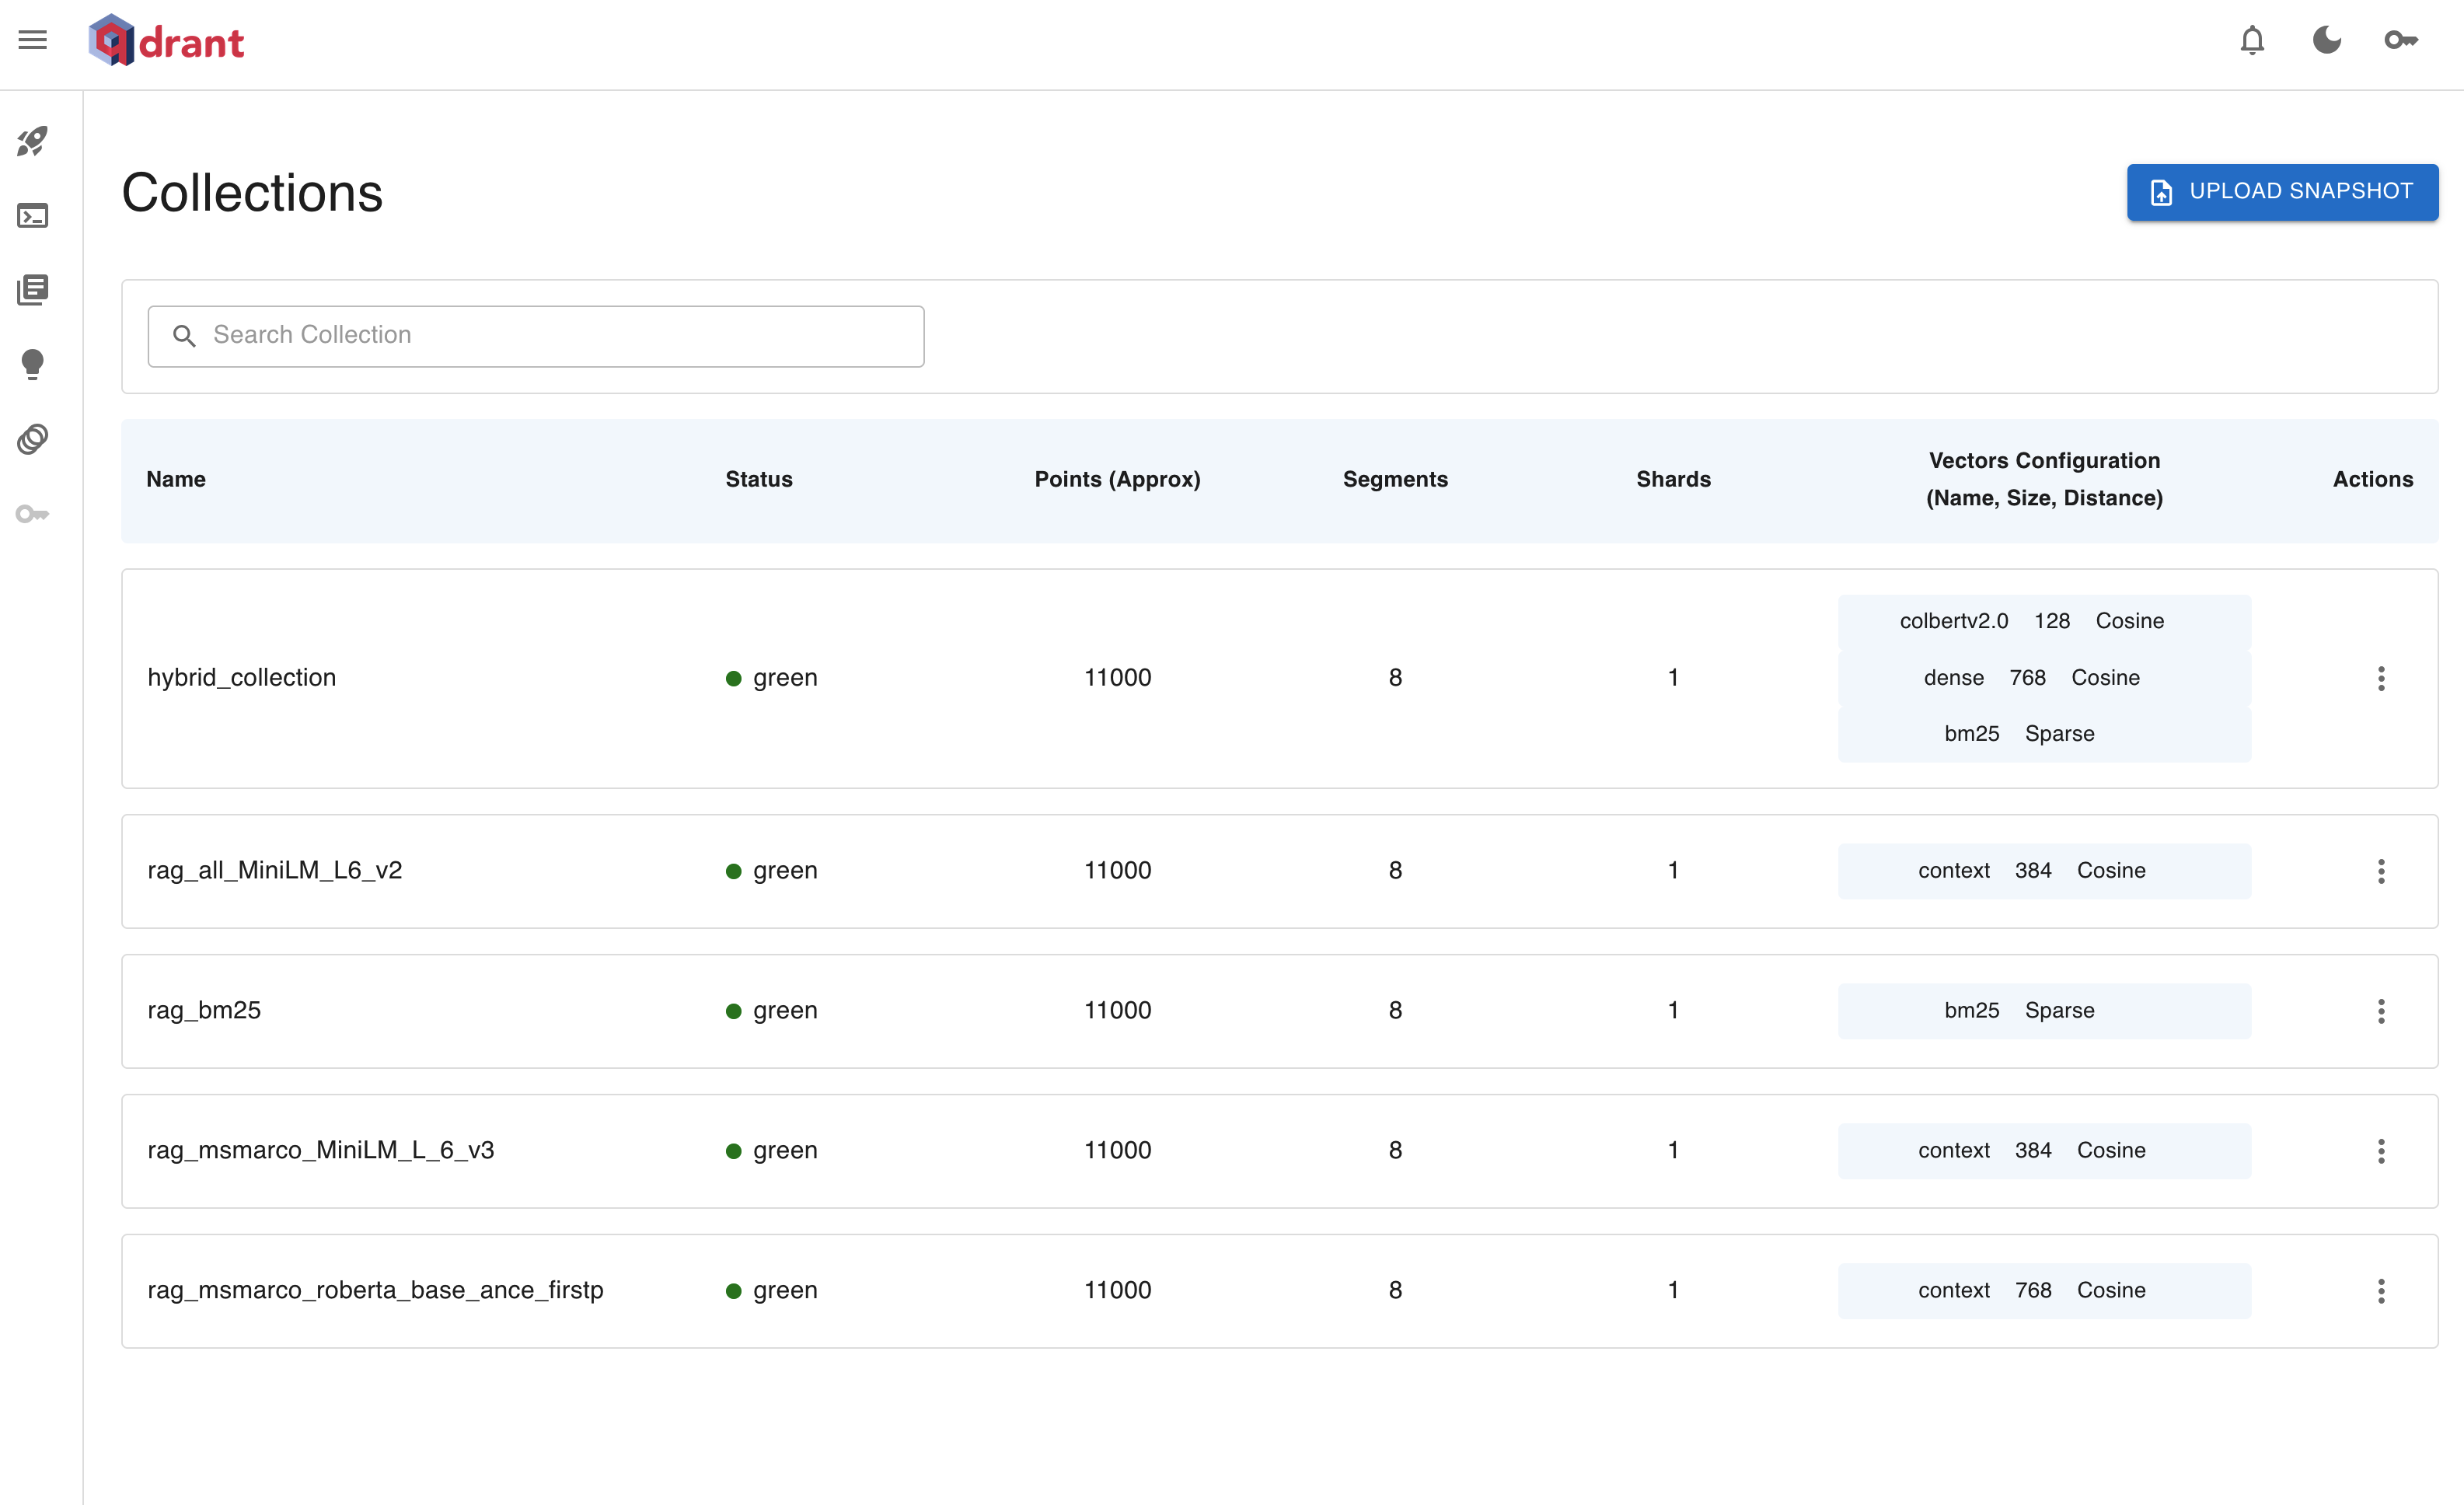 qdrant
Collections
UPLOAD SNAPSHOT
Search Collection
Name Status Points (Approx) Segments Shards Vectors Configuration (Name, Size, Distance) Actions
colbertv2.0 128 Cosine
hybrid_collection green 11000 8 1 dense 768 Cosine
bm25 Sparse
rag_all_MiniLM_L6_v2 green 11000 8 1 context 384 Cosine
rag_bm25 green 11000 8 1 bm25 Sparse
rag_msmarco_MiniLM_L_6_v3 green 11000 8 1 context 384 Cosine
rag_msmarco_roberta_base_ance_firstp green 11000 8 1 context 768 Cosine